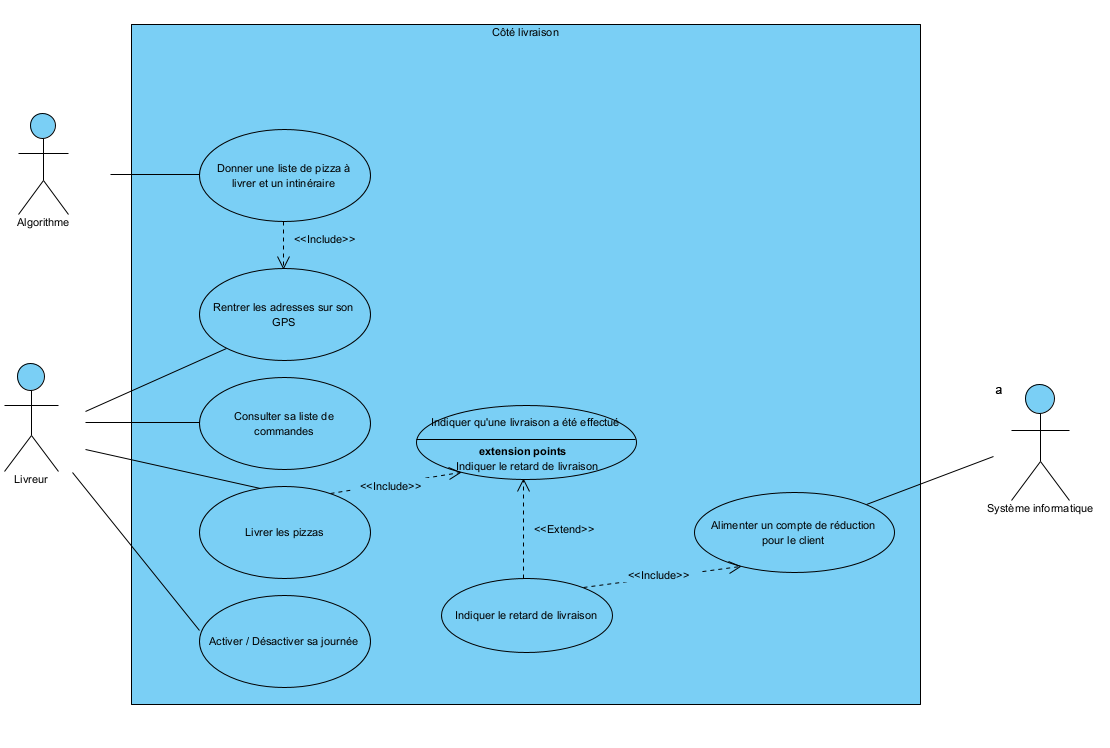 Côté livraison
Donner une liste de pizza à
livrer et un intinéraire
Algorithme
<<Include>>
Rentrer les adresses sur son
GPS
Consulter sa liste de
commandes
Indiquer qu'une livraison a été effectué
extension points
Indiquer le retard de livraison
a
Livreur
<<Include>>
Système informatique
Livrer les pizzas
<<Extend>>
Alimenter un compte de réduction
pour le client
<<Include>>
Indiquer le retard de livraison
Activer / Désactiver sa journée